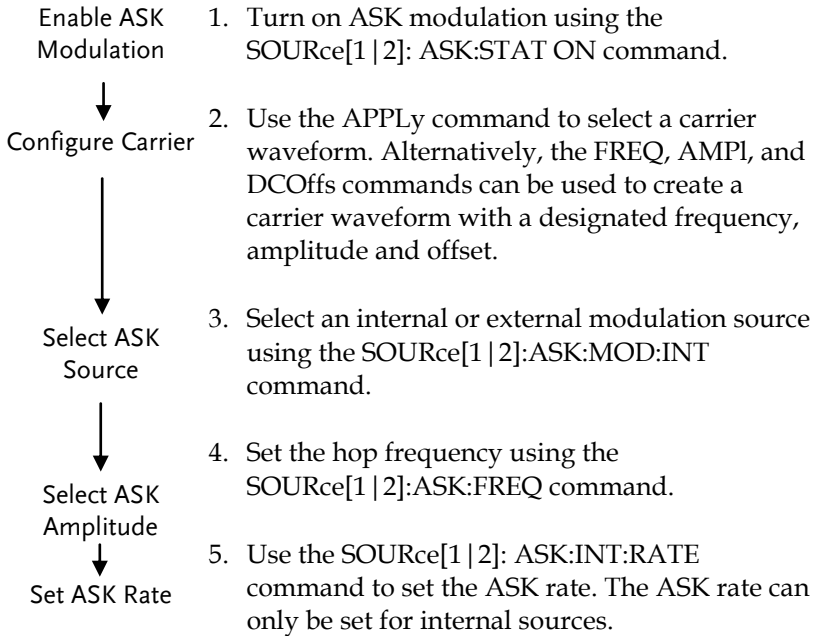 Enable ASK
Modulation
1. Turn on ASK modulation using the
SOURce[1|2]: ASK:STAT ON command.
Configure Carrier
2. Use the APPLy command to select a carrier
waveform. Alternatively, the FREQ, AMPl, and
DCOffs commands can be used to create a
carrier waveform with a designated frequency,
amplitude and offset.
Select ASK
Source
3. Select an internal or external modulation source
using the SOURce[1|2]:ASK:MOD:INT
command.
Select ASK
Amplitude
4. Set the hop frequency using the
SOURce[1|2]:ASK:FREQ command.
Set ASK Rate
5. Use the SOURce[1|2]: ASK:INT:RATE
command to set the ASK rate. The ASK rate can
only be set for internal sources.